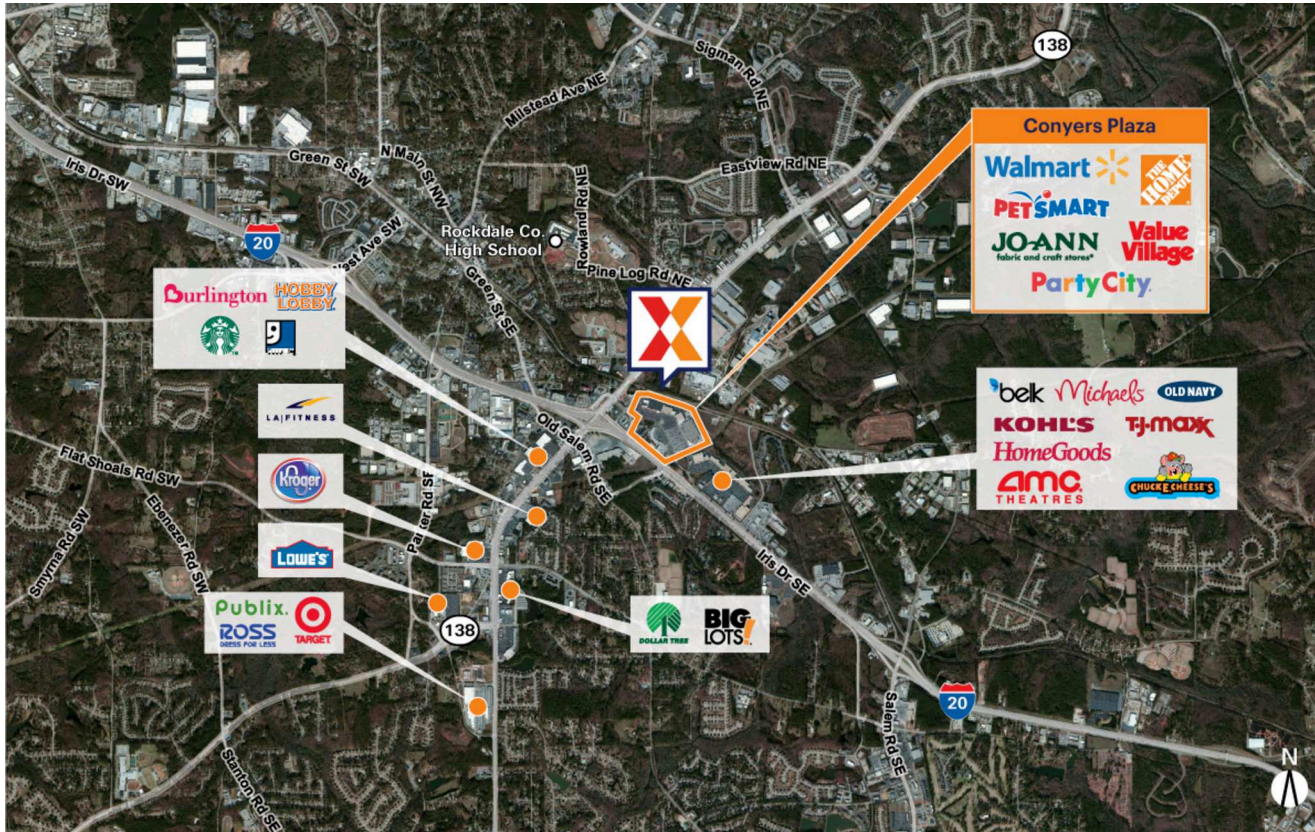 138
Sigman Rd NE
Milstead Ave NE
Conyers Plaza
Walmart
THE
HOME
DEPOT
PETSMART
JO-ANN
fabric and craft stores®
Value
Village
Party City
Iris Dr SW
Green St SW
N Main St NW
Eastview Rd NE
20
West Ave SW
Rockdale Co.
High School
Rowland Rd NE
Pine Log Rd NE
Green St SE
Burlington
HOBBY
LOBBY
LA|FITNESS
Old Salem Rd SE
belk
Michaels
OLD NAVY
KOHL'S
T·J·maxx
HomeGoods
amc
THEATRES
CHUCK E. CHEESE'S
Flat Shoals Rd SW
Kroger
Parker Rd SE
Ebenezer Rd SW
Smyrna Rd SW
LOWE'S
Iris Dr SE
Publix.
ROSS
DRESS FOR LESS
TARGET
138
DOLLAR TREE
BIG
LOTS!
20
Salem Rd SE
Stanton Rd SE
N